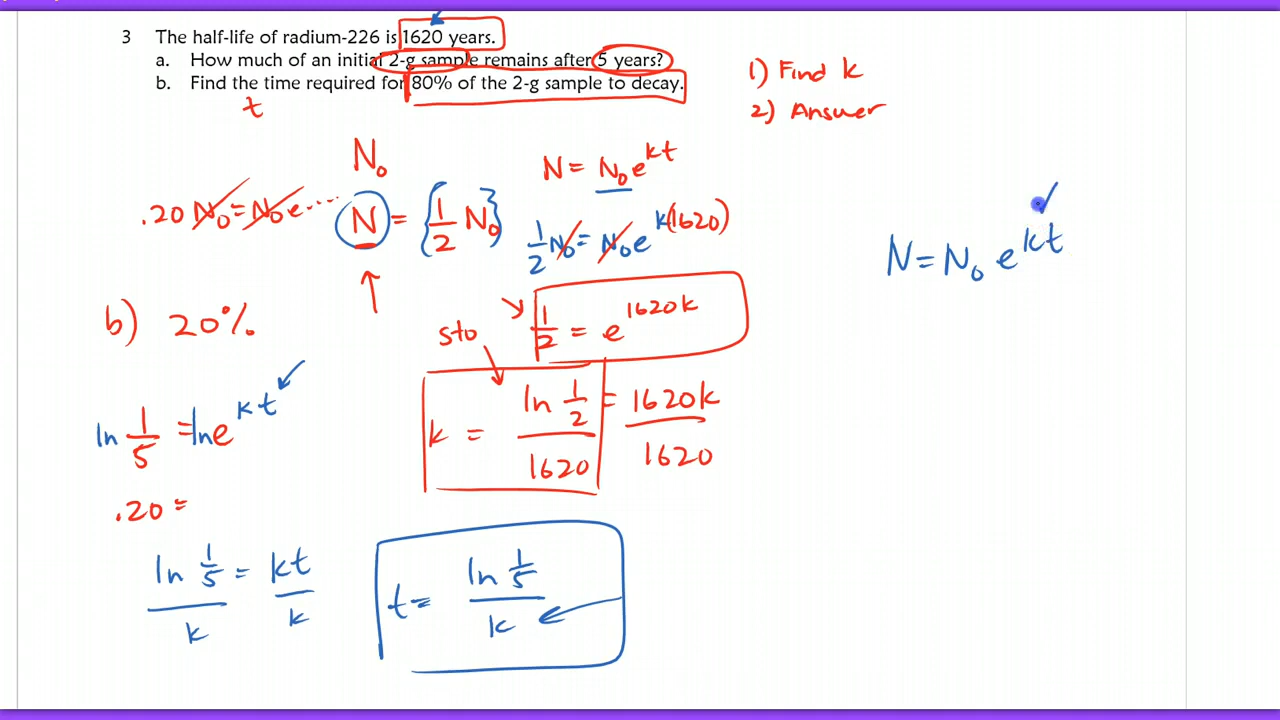 3 The half-life of radium-226 is 1620 years.
a. How much of an initial 2-g sample remains after 5 years?
b. Find the time required for 80% of the 2-g sample to decay.
t
1) Find k
2) Answer
N₀
N = N₀ e^kt
.20 N₀ = N₀ e ....
N = { 1/2 N₀ }
1/2 N₀ = N₀ e^k(1620)
N = N₀ e^kt
b) 20%
1/2 = e^1620k
sto
ln 1/5 = ln e^kt
k = ln 1/2 / 1620 = 1620k / 1620
.20 =
ln 1/5 / k = kt / k
t = ln 1/5 / k